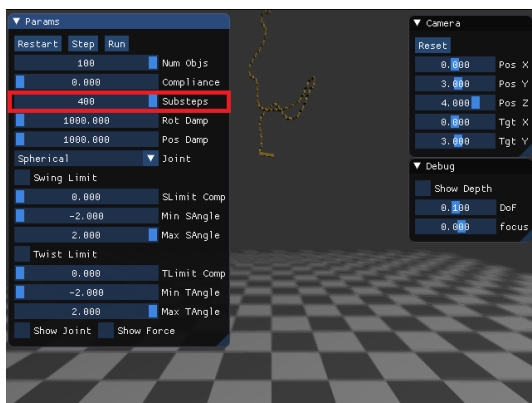 ▼ Params
Restart Step Run
100 Num Objs
0.000 Compliance
400 Substeps
1000.000 Rot Damp
1000.000 Pos Damp
Spherical ▼ Joint
Swing Limit
0.000 SLimit Comp
-2.000 Min SAngle
2.000 Max SAngle
Twist Limit
0.000 TLimit Comp
-2.000 Min TAngle
2.000 Max TAngle
Show Joint Show Force
▼ Camera
Reset
0.000 Pos X
3.000 Pos Y
4.000 Pos Z
0.000 Tgt X
3.000 Tgt Y
▼ Debug
Show Depth
0.100 DoF
0.000 focus